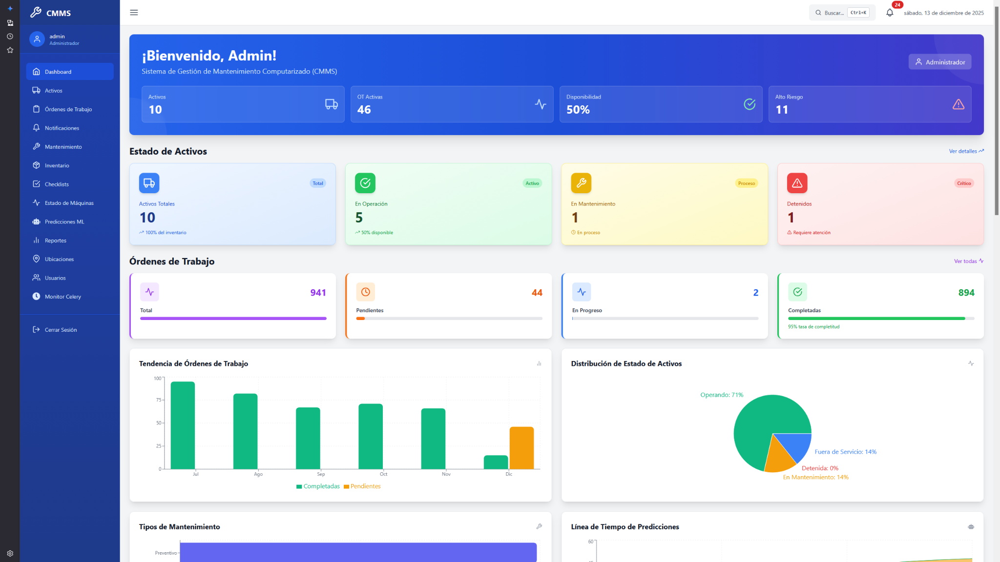 CMMS
admin
Administrador
Dashboard
Activos
Órdenes de Trabajo
Notificaciones
Mantenimiento
Inventario
Checklists
Estado de Máquinas
Predicciones ML
Reportes
Ubicaciones
Usuarios
Monitor Celery
Cerrar Sesión
Buscar... Ctrl+K
24
sábado, 13 de diciembre de 2025
¡Bienvenido, Admin!
Sistema de Gestión de Mantenimiento Computarizado (CMMS)
Administrador
Activos
10
OT Activas
46
Disponibilidad
50%
Alto Riesgo
11
Estado de Activos
Ver detalles
Total
Activos Totales
10
100% del inventario
Activo
En Operación
5
50% disponible
Proceso
En Mantenimiento
1
En proceso
Crítico
Detenidos
1
Requiere atención
Órdenes de Trabajo
Ver todas
941
Total
44
Pendientes
2
En Progreso
894
Completadas
95% tasa de completitud
Tendencia de Órdenes de Trabajo
100
75
50
25
0
Jul Ago Sep Oct Nov Dic
Completadas Pendientes
Distribución de Estado de Activos
Operando: 71%
Fuera de Servicio: 14%
Detenida: 0%
En Mantenimiento: 14%
Tipos de Mantenimiento
Preventivo
Línea de Tiempo de Predicciones
60
45